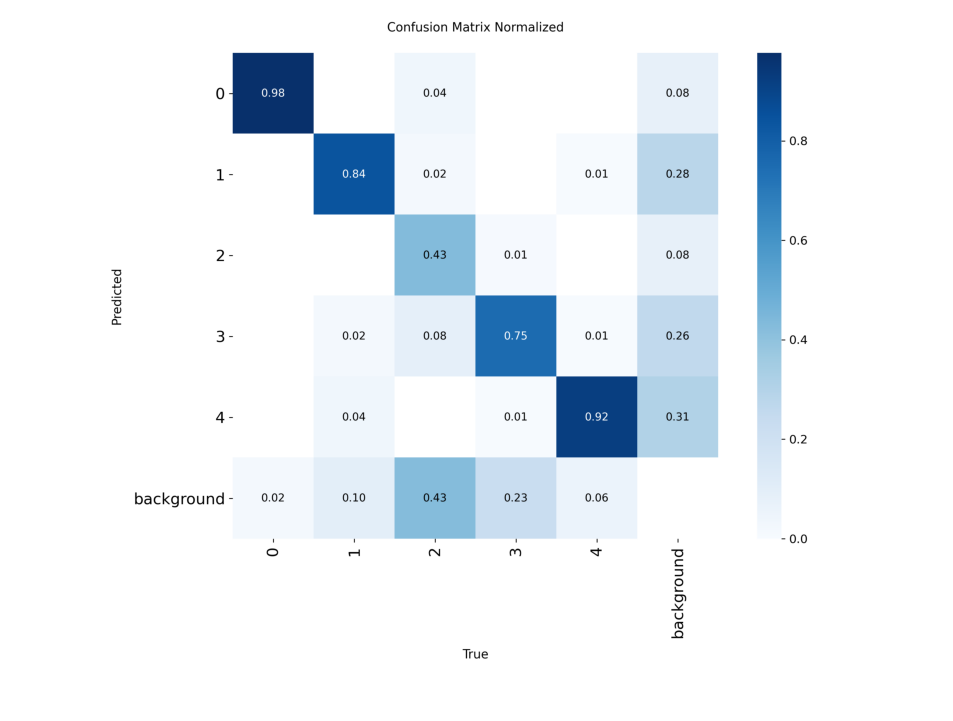 Confusion Matrix Normalized
0 0.98 0.04 0.08
1 0.84 0.02 0.01 0.28
2 0.43 0.01 0.08
3 0.02 0.08 0.75 0.01 0.26
4 0.04 0.01 0.92 0.31
background 0.02 0.10 0.43 0.23 0.06
0 1 2 3 4 background
True
Predicted
0.8
0.6
0.4
0.2
0.0